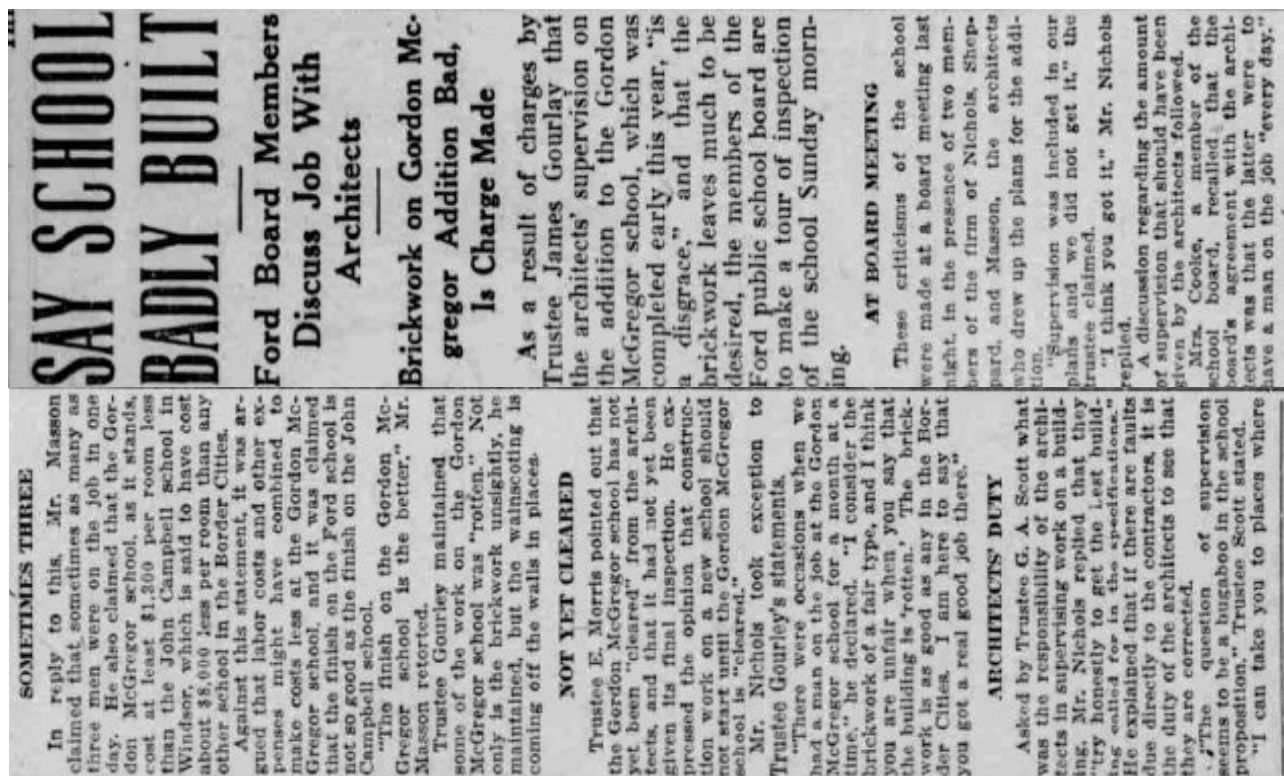 SAY SCHOOL
BADLY BUILT
Ford Board Members
Discuss Job With
Architects
Brickwork on Gordon Mc-
gregor Addition Bad,
Is Charge Made
As a result of charges by
Trustee James Gourlay that
the architects' supervision on
the addition to the Gordon
McGregor school, which was
completed early this year, "is
a disgrace," and that the
brickwork leaves much to be
desired, the members of the
Ford public school board are
to make a tour of inspection
of the school Sunday morn-
ing.
AT BOARD MEETING
These criticisms of the school
were made at a board meeting last
night, in the presence of two mem-
bers of the firm of Nichols, Shep-
pard, and Masson, the architects
who drew up the plans for the addi-
tion.
"Supervision was included in our
plans and we did not get it," the
trustee claimed.
"I think you got it," Mr. Nichols
replied.
A discussion regarding the amount
of supervision that should have been
given by the architects followed.
Mrs. Cooke, a member of the
school board, recalled that the
board's agreement with the archi-
tects was that the latter were to
have a man on the job "every day."
SOMETIMES THREE
In reply to this, Mr. Masson
claimed that sometimes as many as
three men were on the job in one
day. He also claimed that the Gor-
don McGregor school, as it stands,
cost at least $1,300 per room less
than the John Campbell school in
Windsor, which is said to have cost
about $8,000 less per room than any
other school in the Border Cities.
Against this statement, it was ar-
gued that labor costs and other ex-
penses might have combined to
make costs less at the Gordon Mc-
Gregor school, and it was claimed
that the finish on the Ford school is
not so good as the finish on the John
Campbell school.
"The finish on the Gordon Mc-
Gregor school is the better," Mr.
Masson retorted.
Trustee Gourley maintained that
some of the work on the Gordon
McGregor school was "rotten." Not
only is the brickwork unsightly, he
maintained, but the wainscoting is
coming off the walls in places.
NOT YET CLEARED
Trustee E. Morris pointed out that
the Gordon McGregor school has not
yet been "cleared" from the archi-
tects, and that it had not yet been
given its final inspection. He ex-
pressed the opinion that construc-
tion work on a new school should
not start until the Gordon McGregor
school is "cleared."
Mr. Nichols took exception to
Trustee Gourley's statements.
"There were occasions when we
had a man on the job at the Gordon
McGregor school for a month at a
time," he declared. "I consider the
brickwork of a fair type, and I think
you are unfair when you say that
the building is 'rotten.' The brick-
work is as good as any in the Bor-
der Cities. I am here to say that
you got a real good job there."
ARCHITECTS' DUTY
Asked by Trustee G. A. Scott what
was the responsibility of the archi-
tects in supervising work on a build-
ing, Mr. Nichols replied that they
"try honestly to get the best build-
ing called for in the specifications."
He explained that if there are faults
due directly to the contractors, it is
the duty of the architects to see that
they are corrected.
"The question of supervision
seems to be a bugaboo in the school
proposition," Trustee Scott stated.
"I can take you to places where